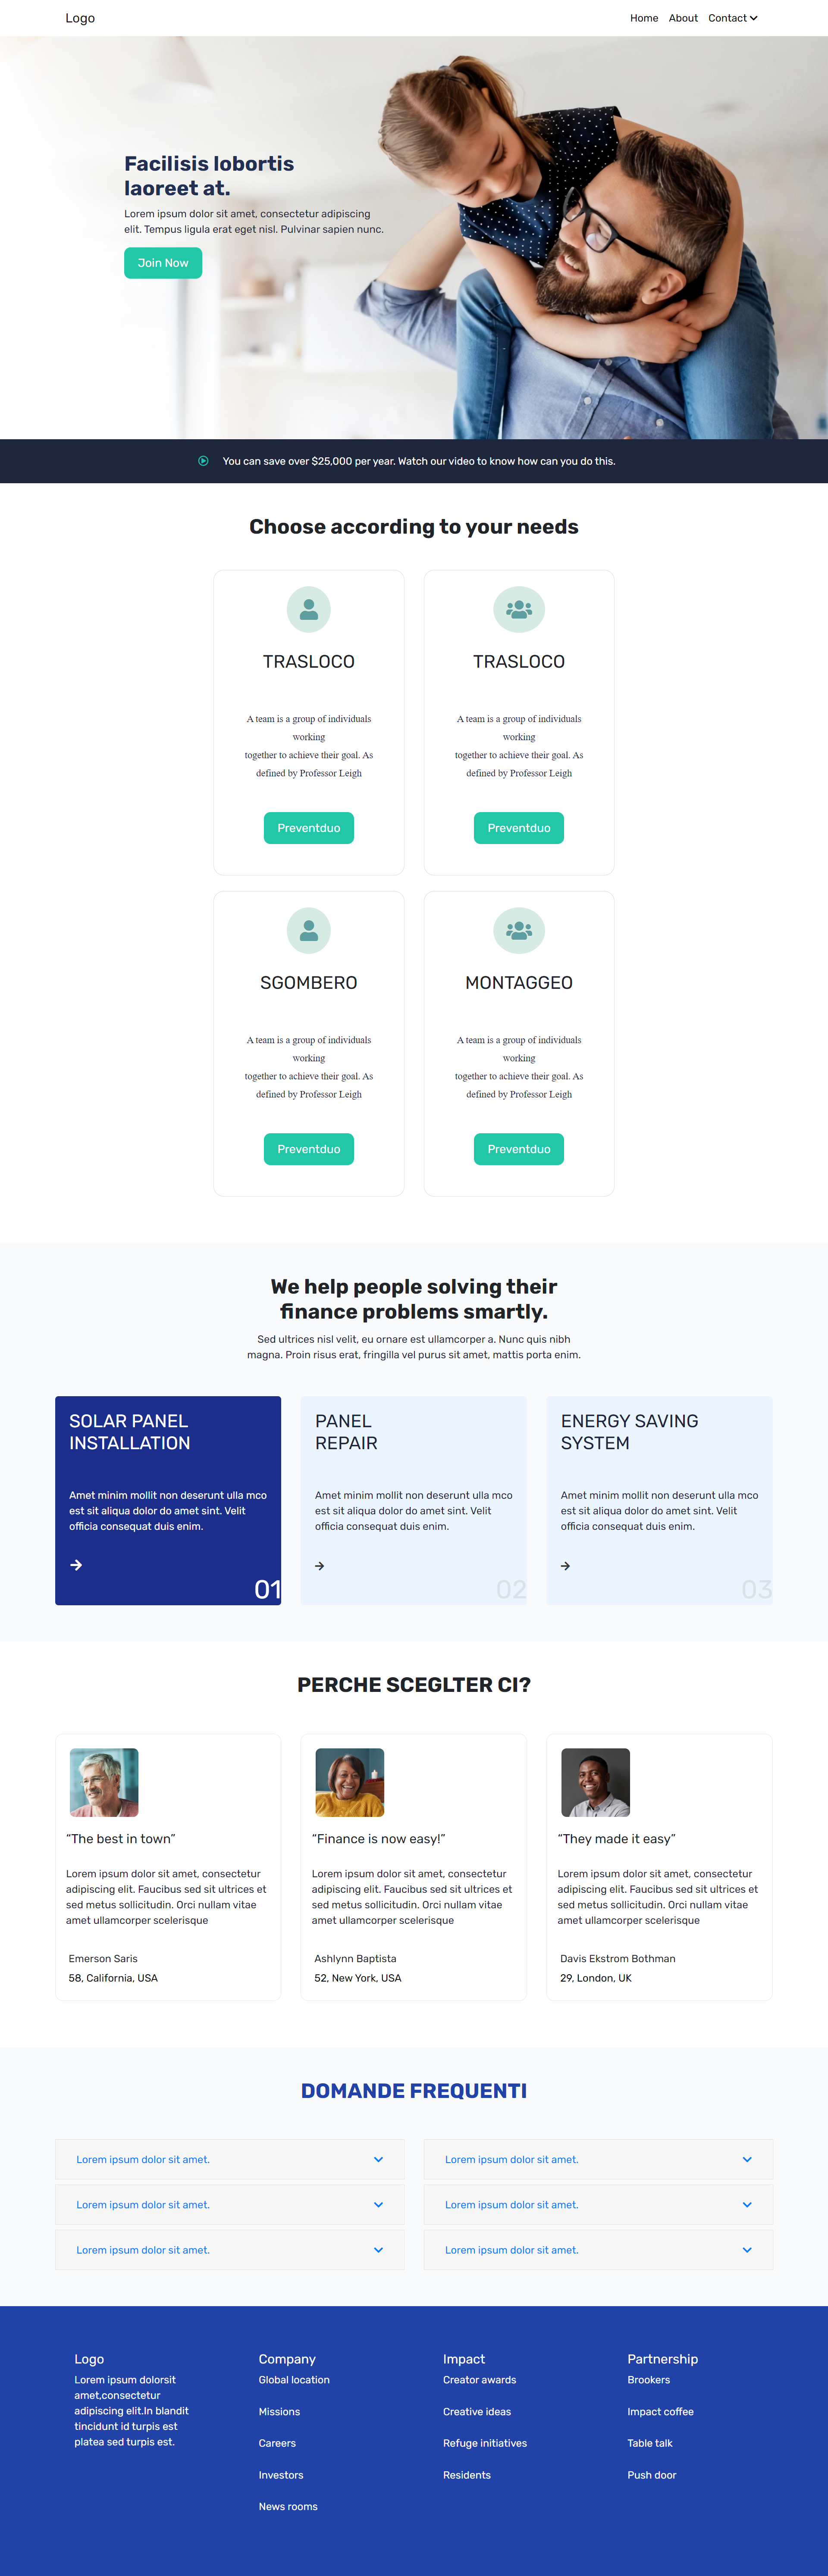 Logo
Home About Contact
Facilisis lobortis
laoreet at.
Lorem ipsum dolor sit amet, consectetur adipiscing
elit. Tempus ligula erat eget nisl. Pulvinar sapien nunc.
Join Now
You can save over $25,000 per year. Watch our video to know how can you do this.
Choose according to your needs
TRASLOCO
A team is a group of individuals
working
together to achieve their goal. As
defined by Professor Leigh
Preventduo
TRASLOCO
A team is a group of individuals
working
together to achieve their goal. As
defined by Professor Leigh
Preventduo
SGOMBERO
A team is a group of individuals
working
together to achieve their goal. As
defined by Professor Leigh
Preventduo
MONTAGGEO
A team is a group of individuals
working
together to achieve their goal. As
defined by Professor Leigh
Preventduo
We help people solving their
finance problems smartly.
Sed ultrices nisl velit, eu ornare est ullamcorper a. Nunc quis nibh
magna. Proin risus erat, fringilla vel purus sit amet, mattis porta enim.
SOLAR PANEL
INSTALLATION
Amet minim mollit non deserunt ulla mco
est sit aliqua dolor do amet sint. Velit
officia consequat duis enim.
01
PANEL
REPAIR
Amet minim mollit non deserunt ulla mco
est sit aliqua dolor do amet sint. Velit
officia consequat duis enim.
02
ENERGY SAVING
SYSTEM
Amet minim mollit non deserunt ulla mco
est sit aliqua dolor do amet sint. Velit
officia consequat duis enim.
03
PERCHE SCEGLTER CI?
“The best in town”
Lorem ipsum dolor sit amet, consectetur
adipiscing elit. Faucibus sed sit ultrices et
sed metus sollicitudin. Orci nullam vitae
amet ullamcorper scelerisque
Emerson Saris
58, California, USA
“Finance is now easy!”
Lorem ipsum dolor sit amet, consectetur
adipiscing elit. Faucibus sed sit ultrices et
sed metus sollicitudin. Orci nullam vitae
amet ullamcorper scelerisque
Ashlynn Baptista
52, New York, USA
“They made it easy”
Lorem ipsum dolor sit amet, consectetur
adipiscing elit. Faucibus sed sit ultrices et
sed metus sollicitudin. Orci nullam vitae
amet ullamcorper scelerisque
Davis Ekstrom Bothman
29, London, UK
DOMANDE FREQUENTI
Lorem ipsum dolor sit amet.
Lorem ipsum dolor sit amet.
Lorem ipsum dolor sit amet.
Lorem ipsum dolor sit amet.
Lorem ipsum dolor sit amet.
Lorem ipsum dolor sit amet.
Logo
Lorem ipsum dolorsit
amet,consectetur
adipiscing elit.In blandit
tincidunt id turpis est
platea sed turpis est.
Company
Global location
Missions
Careers
Investors
News rooms
Impact
Creator awards
Creative ideas
Refuge initiatives
Residents
Partnership
Brookers
Impact coffee
Table talk
Push door